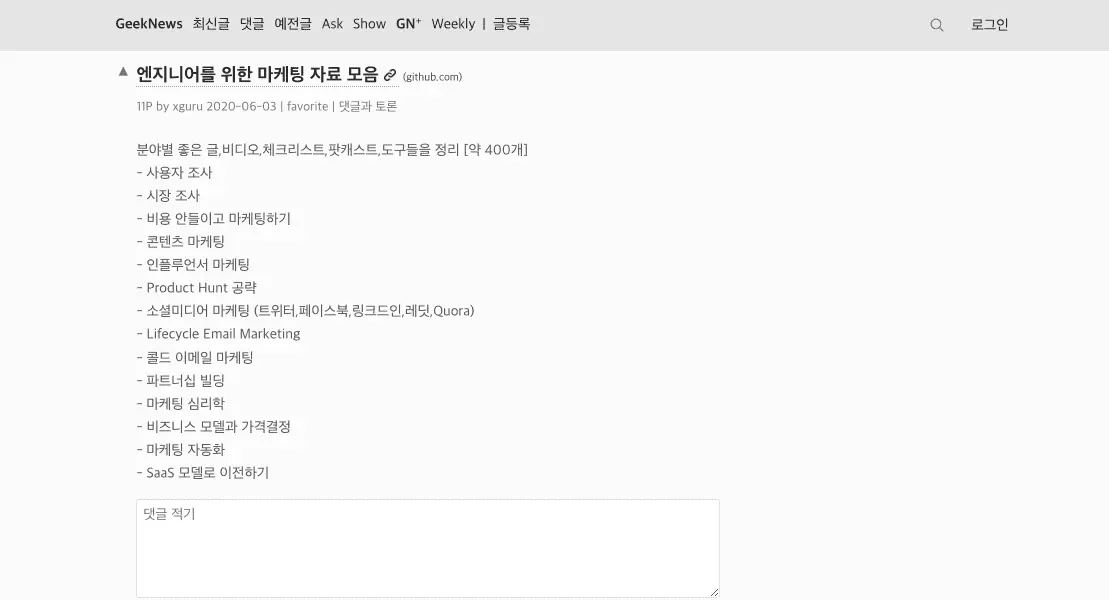 GeekNews 최신글 댓글 예전글 Ask Show GN+ Weekly | 글등록 로그인
▲ 엔지니어를 위한 마케팅 자료 모음 (github.com)
11P by xguru 2020-06-03 | favorite | 댓글과 토론
분야별 좋은 글,비디오,체크리스트,팟캐스트,도구들을 정리 [약 400개]
- 사용자 조사
- 시장 조사
- 비용 안들이고 마케팅하기
- 콘텐츠 마케팅
- 인플루언서 마케팅
- Product Hunt 공략
- 소셜미디어 마케팅 (트위터,페이스북,링크드인,레딧,Quora)
- Lifecycle Email Marketing
- 콜드 이메일 마케팅
- 파트너십 빌딩
- 마케팅 심리학
- 비즈니스 모델과 가격결정
- 마케팅 자동화
- SaaS 모델로 이전하기
댓글 적기